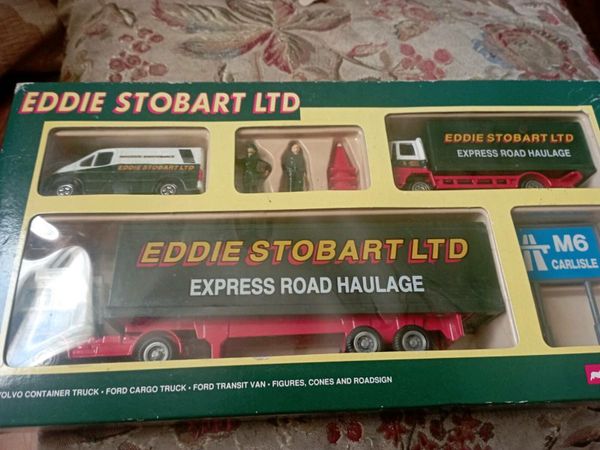 EDDIE STOBART LTD
EDDIE STOBART LTD
EDDIE STOBART LTD
EXPRESS ROAD HAULAGE
EDDIE STOBART LTD
EXPRESS ROAD HAULAGE
M6
CARLISLE
VOLVO CONTAINER TRUCK • FORD CARGO TRUCK • FORD TRANSIT VAN • FIGURES, CONES AND ROADSIGN